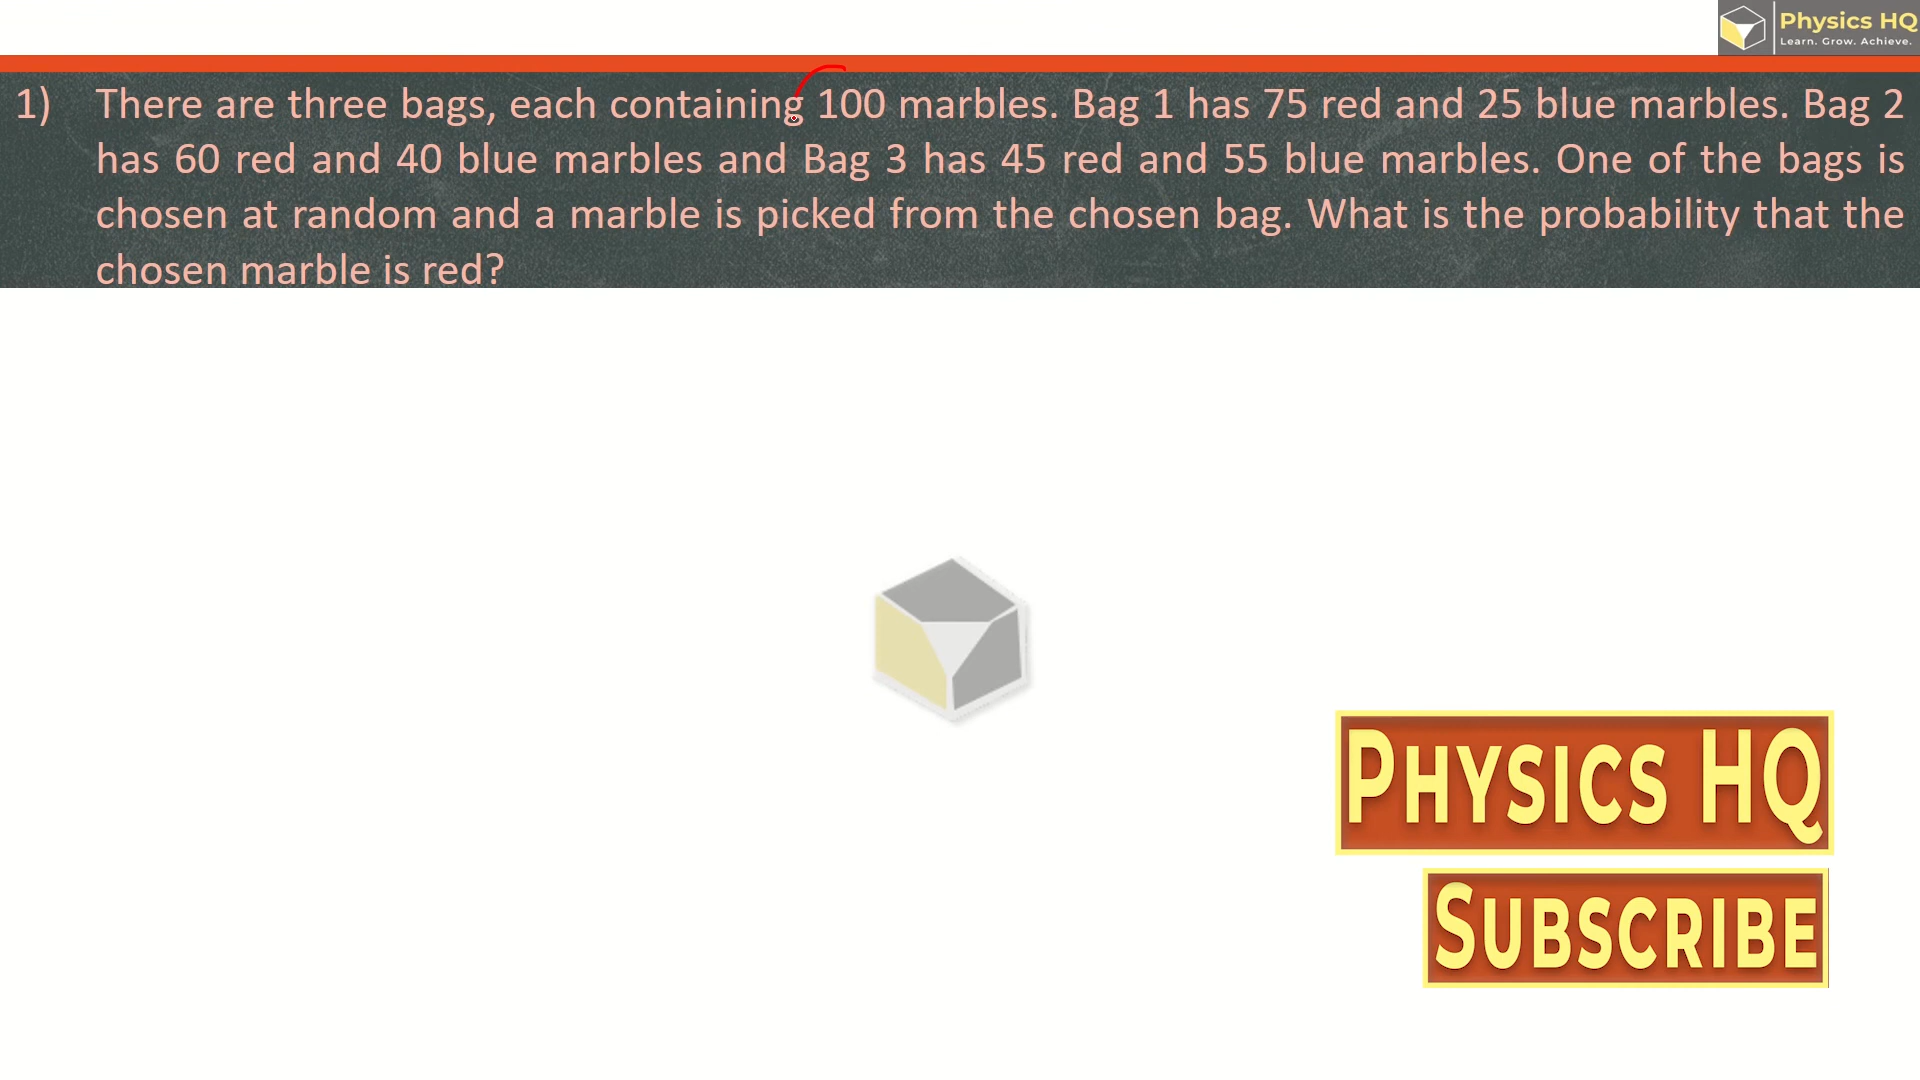 Physics HQ
Learn. Grow. Achieve.
1) There are three bags, each containing 100 marbles. Bag 1 has 75 red and 25 blue marbles. Bag 2
has 60 red and 40 blue marbles and Bag 3 has 45 red and 55 blue marbles. One of the bags is
chosen at random and a marble is picked from the chosen bag. What is the probability that the
chosen marble is red?
PHYSICS HQ
SUBSCRIBE